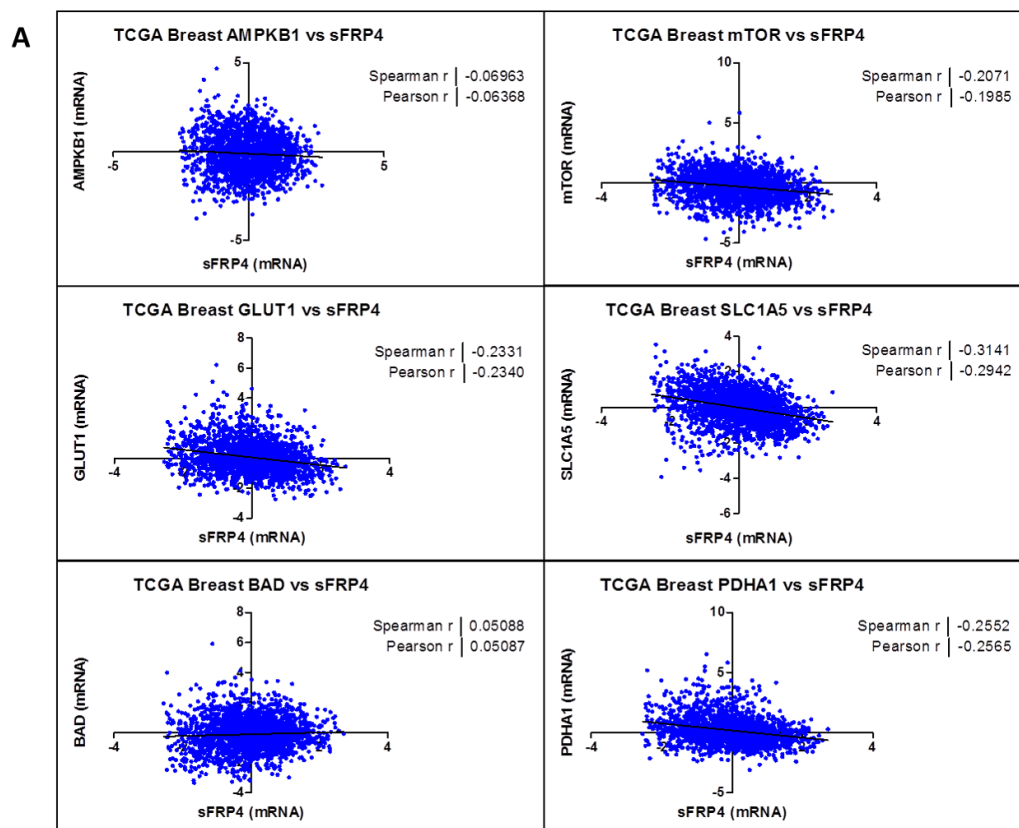 A
TCGA Breast AMPKB1 vs sFRP4
AMPKB1 (mRNA)
5
Spearman r -0.06963
Pearson r -0.06368
-5
5
-5
sFRP4 (mRNA)
TCGA Breast mTOR vs sFRP4
mTOR (mRNA)
10
Spearman r -0.2071
Pearson r -0.1985
5
-4
2
4
-5
sFRP4 (mRNA)
TCGA Breast GLUT1 vs sFRP4
GLUT1 (mRNA)
8
Spearman r -0.2331
Pearson r -0.2340
6
4
-4
4
-2
-4
sFRP4 (mRNA)
TCGA Breast SLC1A5 vs sFRP4
SLC1A5 (mRNA)
4
Spearman r -0.3141
Pearson r -0.2942
-4
4
-4
-6
sFRP4 (mRNA)
TCGA Breast BAD vs sFRP4
BAD (mRNA)
8
Spearman r 0.05088
Pearson r 0.05087
6
4
-4
4
-4
sFRP4 (mRNA)
TCGA Breast PDHA1 vs sFRP4
PDHA1 (mRNA)
10
Spearman r -0.2552
Pearson r -0.2565
5
-4
-2
2
4
-5
sFRP4 (mRNA)